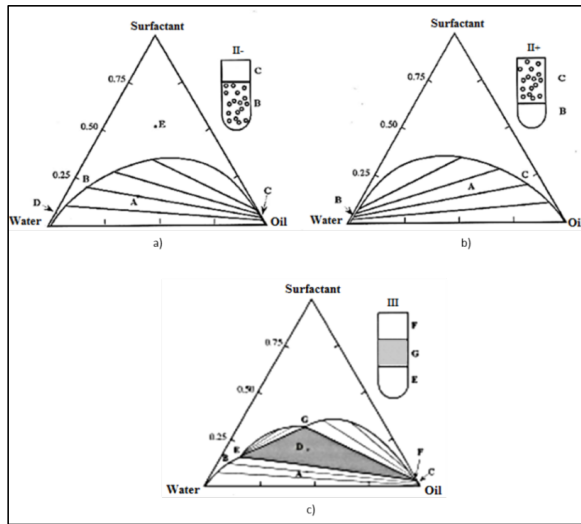 Surfactant
II-
C
B
0.75
0.50
E
0.25
B
D
A
C
Water
Oil
a)
Surfactant
II+
C
B
0.75
0.50
0.25
C
A
B
Water
Oil
b)
Surfactant
III
F
G
E
0.75
0.50
G
0.25
E
D
B
F
A
C
Water
Oil
c)